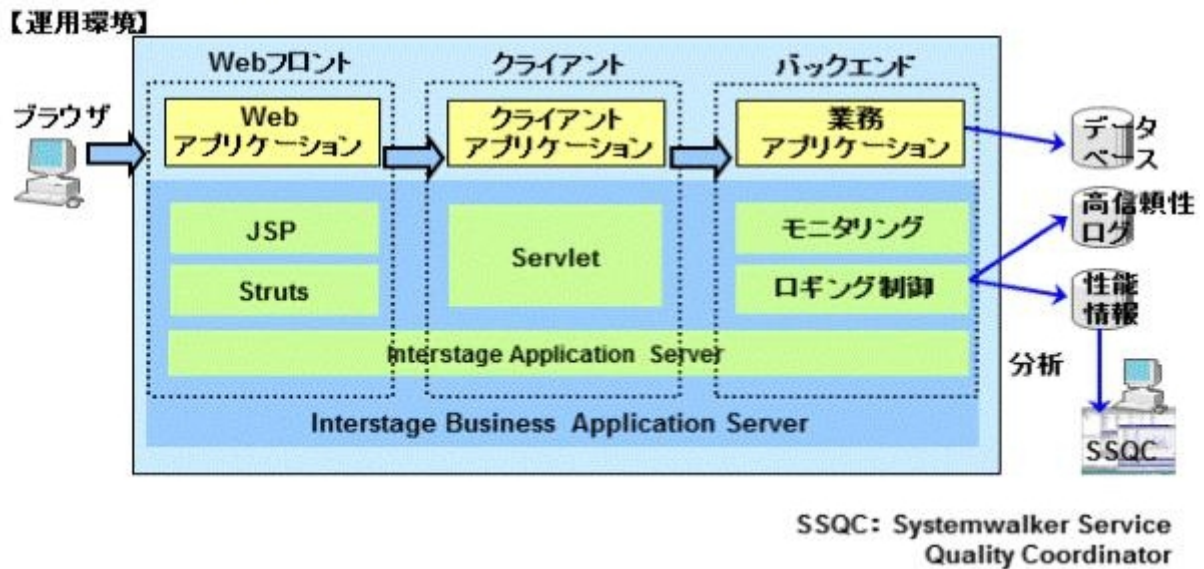 【運用環境】
Webフロント
クライアント
バックエンド
ブラウザ
Web
アプリケーション
クライアント
アプリケーション
業務
アプリケーション
データ
ベース
JSP
Struts
Servlet
モニタリング
ロギング制御
高信頼性
ログ
性能
情報
Interstage Application Server
分析
Interstage Business Application Server
SSQC
SSQC: Systemwalker Service
Quality Coordinator